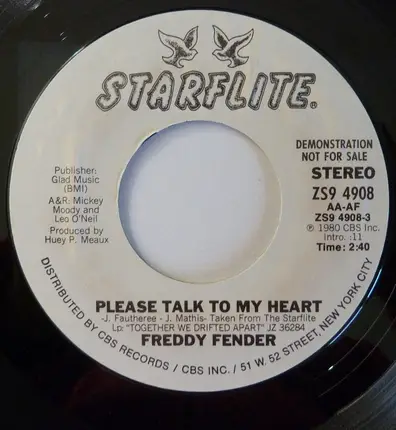 STARFLITE®
Publisher:
Glad Music
(BMI)
A&R: Mickey
Moody and
Leo O'Neil
Produced by
Huey P. Meaux
DEMONSTRATION
NOT FOR SALE
STEREO
ZS9 4908
AA-AF
ZS9 4908-3
℗ 1980 CBS Inc.
Intro. :11
Time: 2:40
PLEASE TALK TO MY HEART
-J. Fautheree - J. Mathis- Taken From The Starflite
Lp: "TOGETHER WE DRIFTED APART" JZ 36284
FREDDY FENDER
DISTRIBUTED BY CBS RECORDS / CBS INC. / 51 W. 52 STREET, NEW YORK CITY